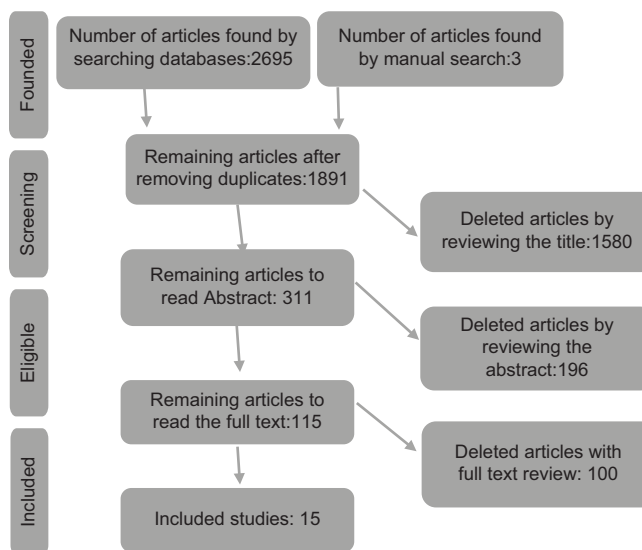 Founded
Number of articles found by
searching databases:2695
Number of articles found
by manual search:3
Screening
Remaining articles after
removing duplicates:1891
Deleted articles by
reviewing the title:1580
Remaining articles to
read Abstract: 311
Eligible
Deleted articles by
reviewing the
abstract:196
Remaining articles to
read the full text:115
Included
Deleted articles with
full text review: 100
Included studies: 15